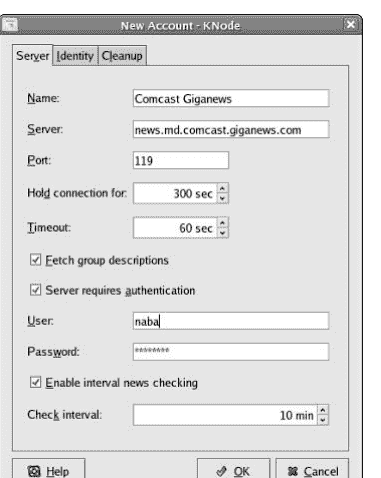 New Account - KNode
Server Identity Cleanup
Name: Comcast Giganews
Server: news.md.comcast.giganews.com
Port: 119
Hold connection for: 300 sec
Timeout: 60 sec
Fetch group descriptions
Server requires authentication
User: naba
Password: ********
Enable interval news checking
Check interval: 10 min
Help OK Cancel